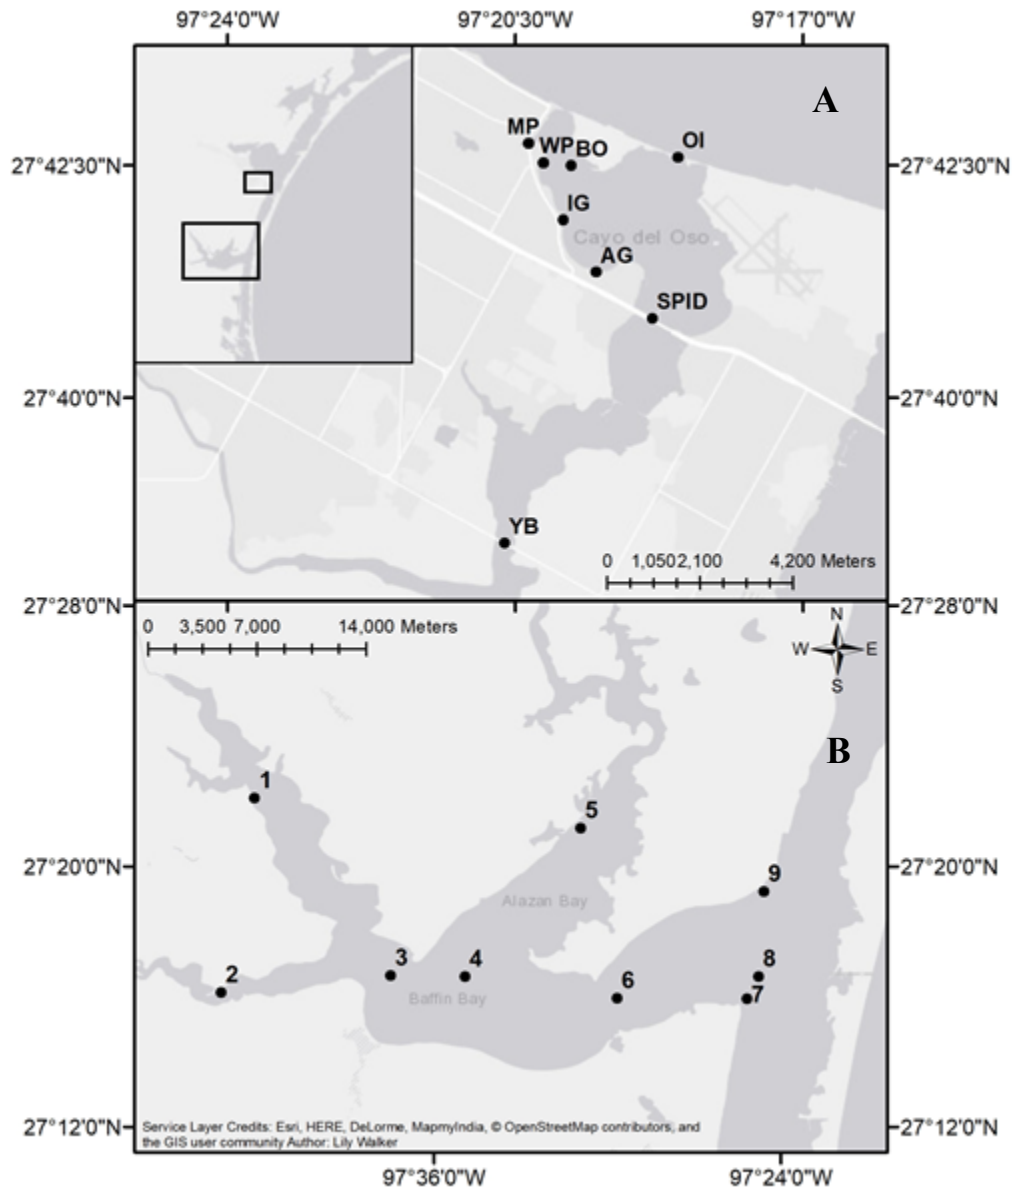 97°24'0"W 97°20'30"W 97°17'0"W
A
MP
WP BO
OI
27°42'30"N 27°42'30"N
IG
Cayo del Oso
AG
SPID
27°40'0"N 27°40'0"N
YB
0 1,050 2,100 4,200 Meters
27°28'0"N 27°28'0"N
0 3,500 7,000 14,000 Meters
N
W E
S
B
1
5
27°20'0"N 27°20'0"N
9
Alazan Bay
3 4 8
2
6 7
Baffin Bay
Service Layer Credits: Esri, HERE, DeLorme, MapmyIndia, © OpenStreetMap contributors, and
the GIS user community Author: Lily Walker
27°12'0"N 27°12'0"N
97°36'0"W 97°24'0"W